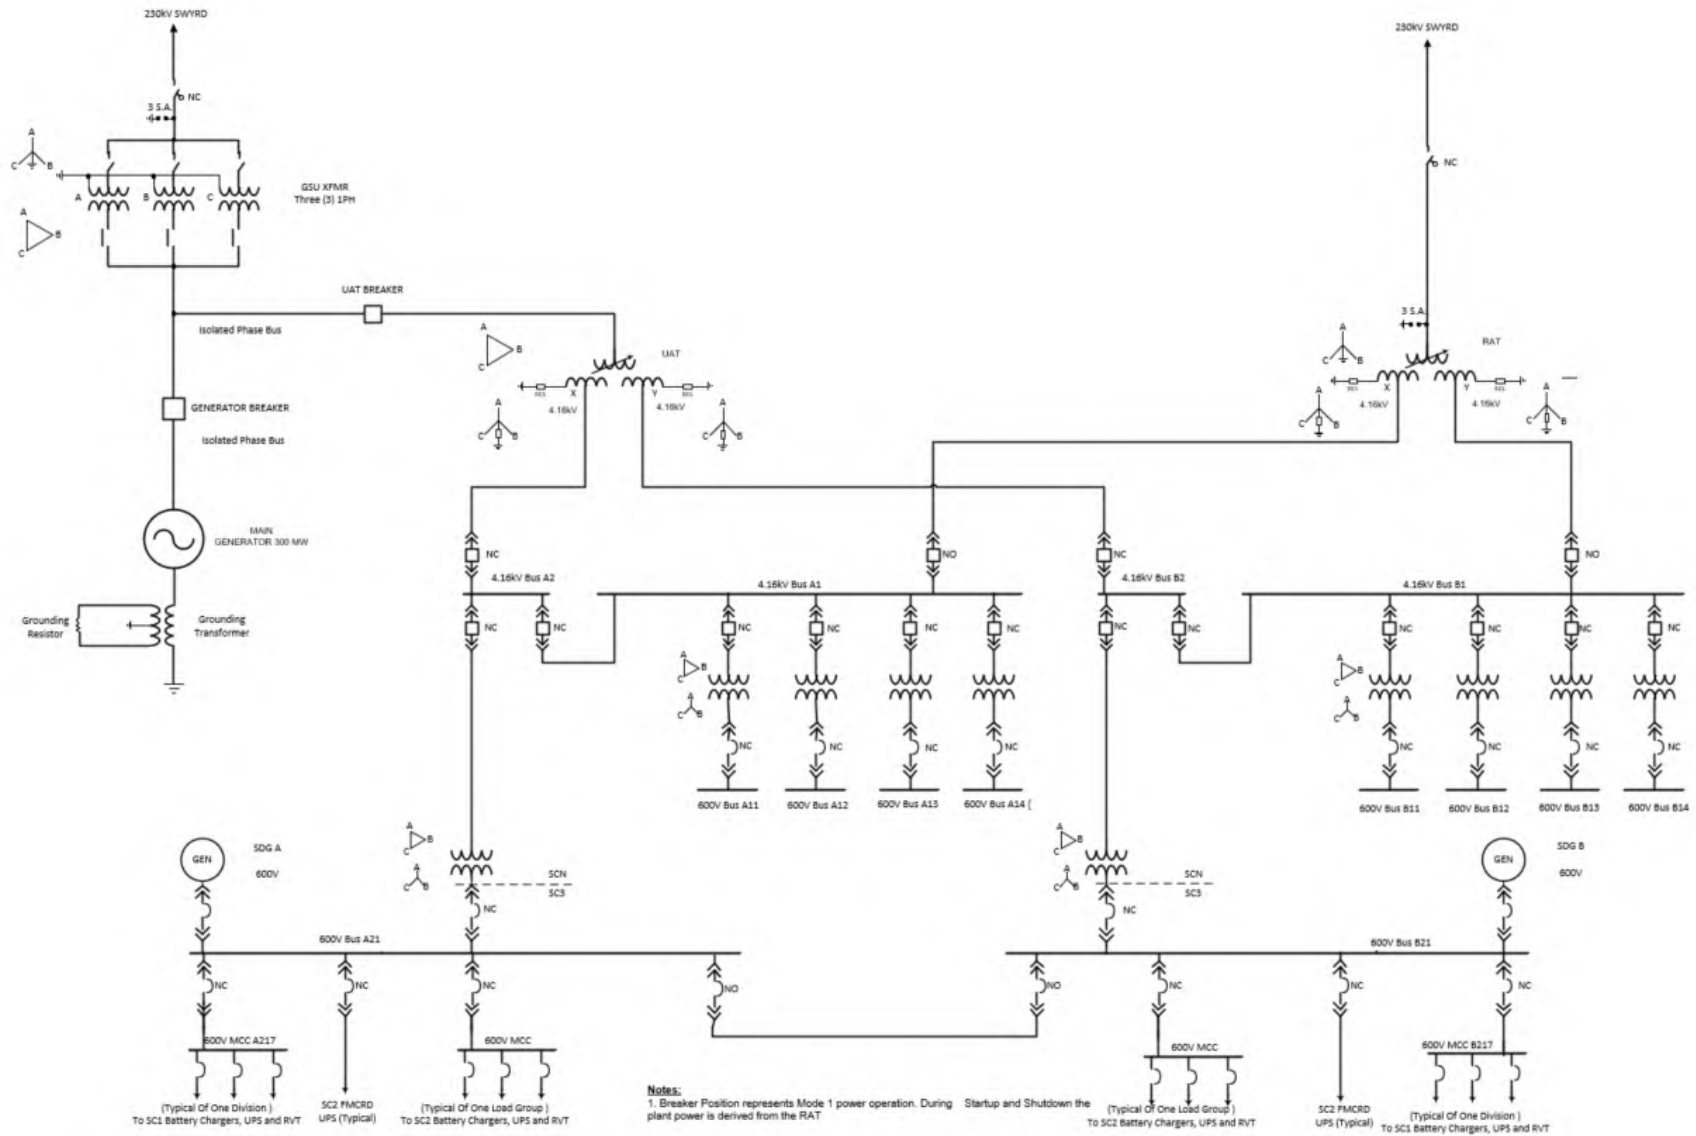 230kV SWYRD
230kV SWYRD
NC
3 S.A.
NC
A
C
B
A
B
C
GSU XFMR
Three (3) 1PH
A
B
C
UAT BREAKER
Isolated Phase Bus
3 S.A.
A
B
C
UAT
A
C
B
RAT
X
Y
4.16kV
4.16kV
A
C
B
A
C
B
X
Y
4.16kV
4.16kV
A
C
B
A
C
B
GENERATOR BREAKER
Isolated Phase Bus
MAIN
GENERATOR 300 MW
NC
NO
NC
NO
4.16kV Bus A2
4.16kV Bus A1
4.16kV Bus B2
4.16kV Bus B1
Grounding
Resistor
Grounding
Transformer
NC
NC
NC
NC
NC
NC
NC
NC
NC
NC
NC
NC
A
B
C
A
C
B
A
B
C
A
C
B
NC
NC
NC
NC
NC
NC
NC
NC
600V Bus A11
600V Bus A12
600V Bus A13
600V Bus A14 (
600V Bus B11
600V Bus B12
600V Bus B13
600V Bus B14
GEN
SDG A
600V
A
B
C
A
C
B
SCN
SC3
NC
A
B
C
A
C
B
SCN
SC3
NC
GEN
SDG B
600V
600V Bus A21
600V Bus B21
NC
NC
NC
NO
NO
NC
NC
NC
600V MCC A217
600V MCC
600V MCC
600V MCC B217
(Typical Of One Division )
To SC1 Battery Chargers, UPS and RVT
SC2 FMCRD
UPS (Typical)
(Typical Of One Load Group )
To SC2 Battery Chargers, UPS and RVT
Notes:
1. Breaker Position represents Mode 1 power operation. During Startup and Shutdown the
plant power is derived from the RAT
(Typical Of One Load Group )
To SC2 Battery Chargers, UPS and RVT
SC2 FMCRD
UPS (Typical)
(Typical Of One Division )
To SC1 Battery Chargers, UPS and RVT